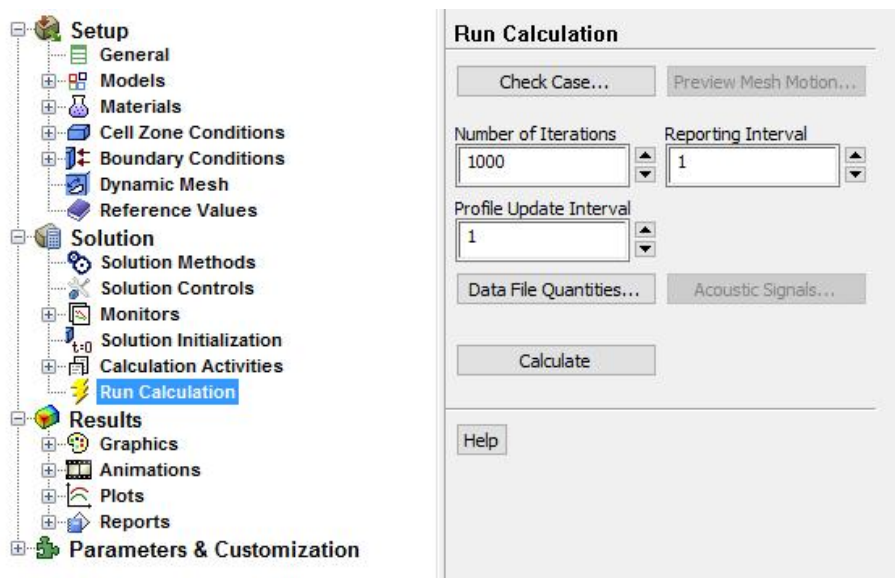 Setup
General
Models
Materials
Cell Zone Conditions
Boundary Conditions
Dynamic Mesh
Reference Values
Solution
Solution Methods
Solution Controls
Monitors
t=0 Solution Initialization
Calculation Activities
Run Calculation
Results
Graphics
Animations
Plots
Reports
Parameters & Customization
Run Calculation
Check Case... Preview Mesh Motion...
Number of Iterations Reporting Interval
1000 1
Profile Update Interval
1
Data File Quantities... Acoustic Signals...
Calculate
Help